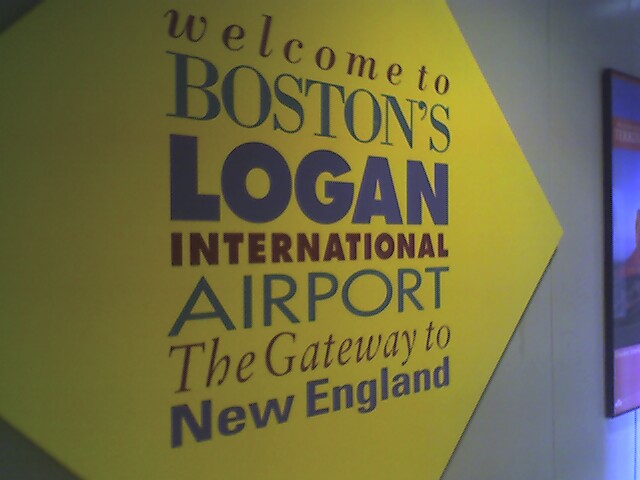 welcome to
BOSTON'S
LOGAN
INTERNATIONAL
AIRPORT
The Gateway to
New England